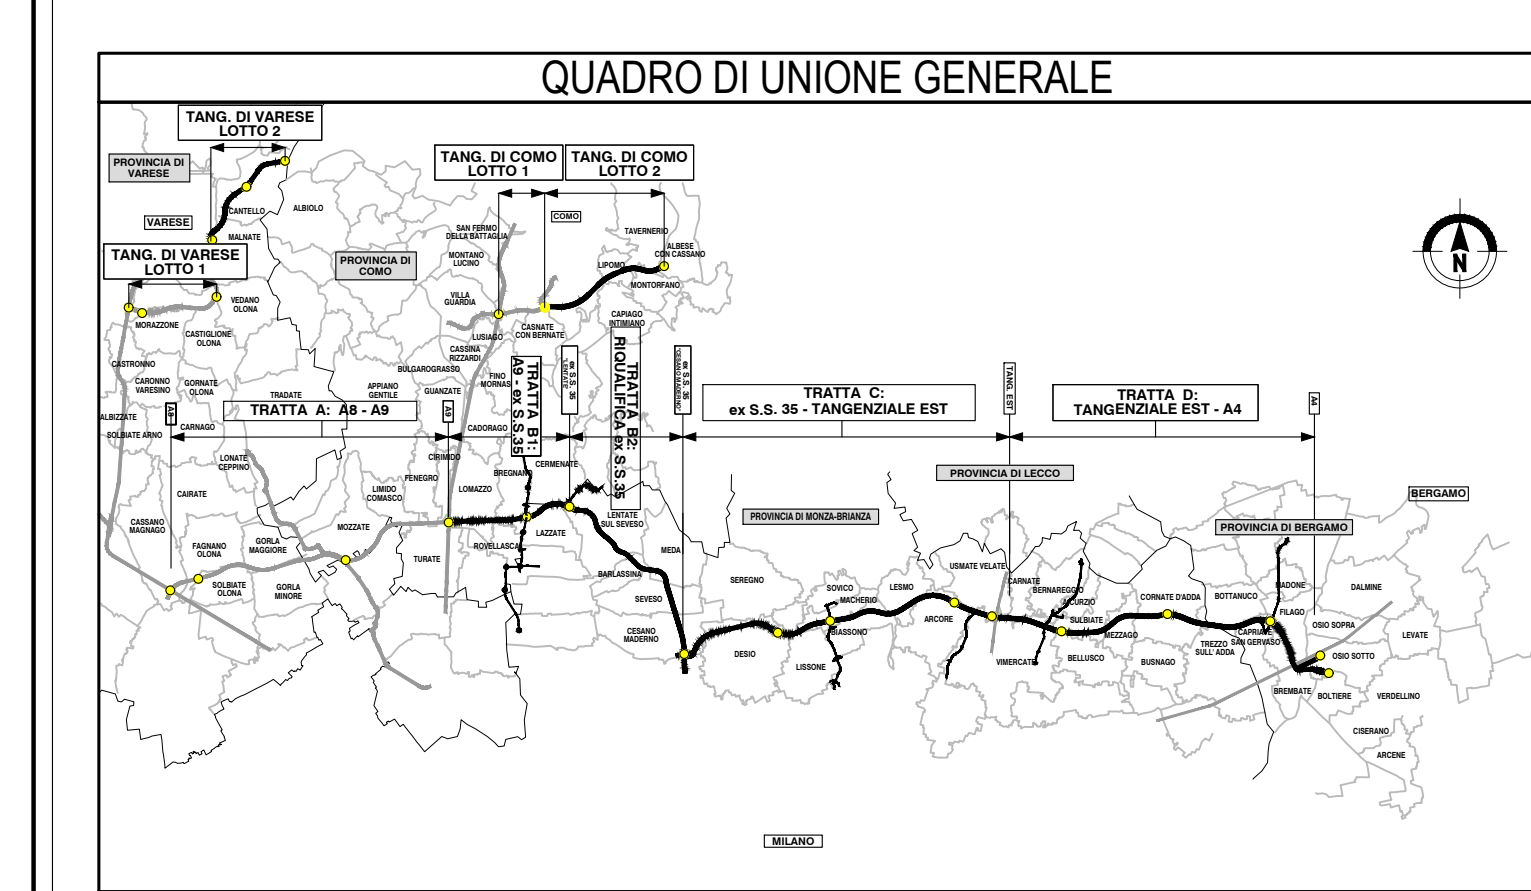 QUADRO DI UNIONE GENERALE
TANG. DI VARESE
LOTTO 2
PROVINCIA DI
VARESE
TANG. DI COMO
LOTTO 1
TANG. DI COMO
LOTTO 2
CANTELLO
ALBIOLO
VARESE
MALNATE
COMO
SAN FERMO
DELLA BATTAGLIA
TAVERNERIO
ALBESE
CON CASSANO
TANG. DI VARESE
LOTTO 1
PROVINCIA DI
COMO
MONTANO
LUCINO
LIPOMO
MONTORFANO
N
VILLA
GUARDIA
VEDANO
OLONA
MORAZZONE
CASTIGLIONE
OLONA
LUSIAGO
CASNATE
CON BERNATE
CAPIAGO
INTIMIANO
CASSINA
RIZZARDI
CASTRONNO
BULGAROGRASSO
FINO
MORNAS
CARONNO
VARESINO
GORNATE
OLONA
TRADATE
APPIANO
GENTILE
GUANZATE
TRATTA B1:
A9 - ex S.S.35
ex S.S. 35
"LENTATE"
TRATTA B2:
RIQUALIFICA ex S.S.35
ex S.S. 35
"CESANO MADERNO"
TRATTA C:
ex S.S. 35 - TANGENZIALE EST
TANG. EST
TRATTA D:
TANGENZIALE EST - A4
A4
ALBIZZATE
A8
TRATTA A: A8 - A9
A9
SOLBIATE ARNO
CARNAGO
CADORAGO
LONATE
CEPPINO
CIRIMIDO
CERMENATE
FENEGRO
BREGNANO
PROVINCIA DI LECCO
CAIRATE
LIMIDO
COMASCO
LOMAZZO
BERGAMO
CASSANO
MAGNAGO
MOZZATE
LENTATE
SUL SEVESO
PROVINCIA DI MONZA-BRIANZA
PROVINCIA DI BERGAMO
LAZZATE
FAGNANO
OLONA
GORLA
MAGGIORE
TURATE
ROVELLASCA
MEDA
BARLASSINA
SEREGNO
USMATE VELATE
CARNATE
SOLBIATE
OLONA
GORLA
MINORE
SEVESO
SOVICO
MACHERIO
LESMO
BERNAREGGIO
AICURZIO
CORNATE D'ADDA
BOTTANUCO
MADONE
DALMINE
FILAGO
CESANO
MADERNO
BIASSONO
ARCORE
SULBIATE
MEZZAGO
CAPRIATE
SAN GERVASO
OSIO SOPRA
LEVATE
TREZZO
SULL' ADDA
DESIO
LISSONE
VIMERCATE
BELLUSCO
BUSNAGO
OSIO SOTTO
BREMBATE
BOLTIERE
VERDELLINO
CISERANO
ARCENE
MILANO